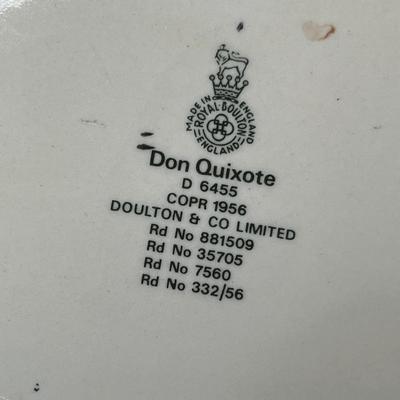 MADE IN ENGLAND
ROYAL·DOULTON
ENGLAND
Don Quixote
D 6455
COPR 1956
DOULTON & CO LIMITED
Rd No 881509
Rd No 35705
Rd No 7560
Rd No 332/56